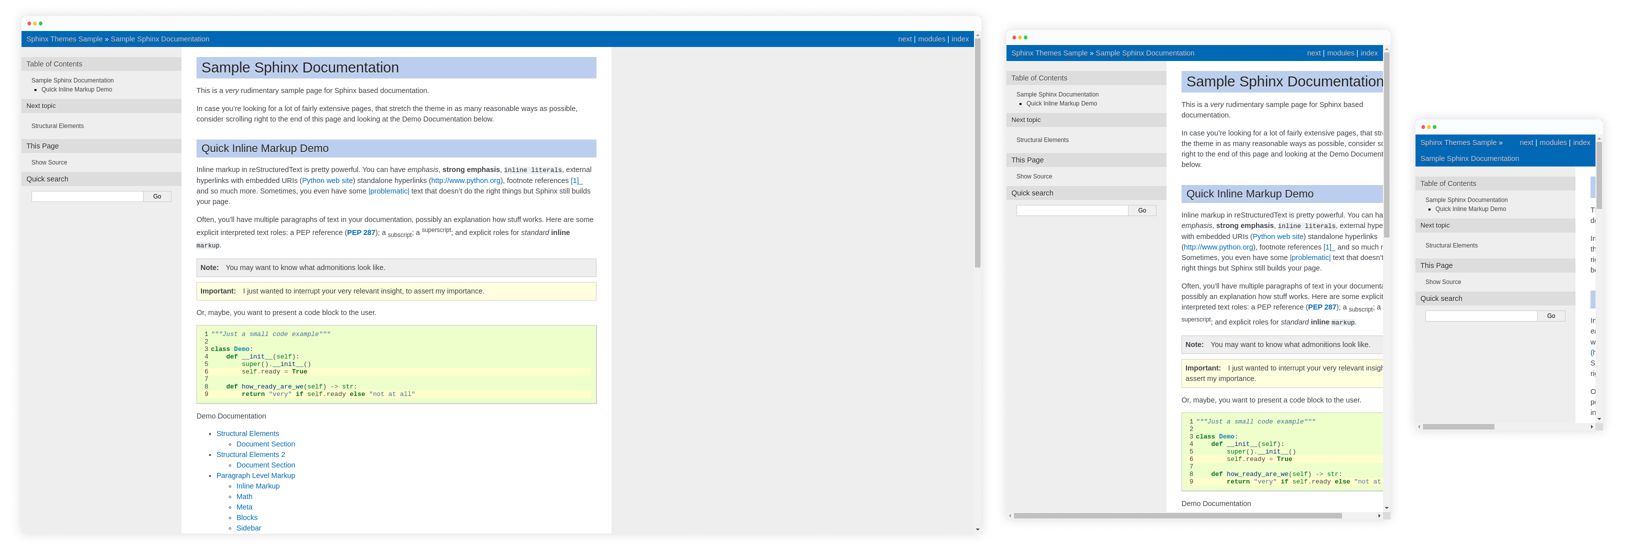 Sphinx Themes Sample » Sample Sphinx Documentation
next | modules | index
Table of Contents
Sample Sphinx Documentation
Quick Inline Markup Demo
Next topic
Structural Elements
This Page
Show Source
Quick search
Go
Sample Sphinx Documentation
This is a very rudimentary sample page for Sphinx based documentation.
In case you're looking for a lot of fairly extensive pages, that stretch the theme in as many reasonable ways as possible,
consider scrolling right to the end of this page and looking at the Demo Documentation below.
Quick Inline Markup Demo
Inline markup in reStructuredText is pretty powerful. You can have emphasis, strong emphasis, inline literals, external
hyperlinks with embedded URIs (Python web site) standalone hyperlinks (http://www.python.org), footnote references [1]_
and so much more. Sometimes, you even have some |problematic| text that doesn't do the right things but Sphinx still builds
your page.
Often, you'll have multiple paragraphs of text in your documentation, possibly an explanation how stuff works. Here are some
explicit interpreted text roles: a PEP reference (PEP 287); a subscript; a superscript; and explicit roles for standard inline
markup.
Note: You may want to know what admonitions look like.
Important: I just wanted to interrupt your very relevant insight, to assert my importance.
Or, maybe, you want to present a code block to the user.
1 """Just a small code example"""
2
3 class Demo:
4     def __init__(self):
5         super().__init__()
6         self.ready = True
7
8     def how_ready_are_we(self) -> str:
9         return "very" if self.ready else "not at all"
Demo Documentation
Structural Elements
Document Section
Structural Elements 2
Document Section
Paragraph Level Markup
Inline Markup
Math
Meta
Blocks
Sidebar
Sphinx Themes Sample » Sample Sphinx Documentation
next | modules | index
Table of Contents
Sample Sphinx Documentation
Quick Inline Markup Demo
Next topic
Structural Elements
This Page
Show Source
Quick search
Go
Sample Sphinx Documentation
This is a very rudimentary sample page for Sphinx based
documentation.
In case you're looking for a lot of fairly extensive pages, that
the theme in as many reasonable ways as possible, consider
right to the end of this page and looking at the Demo
below.
Quick Inline Markup Demo
Inline markup in reStructuredText is pretty powerful. You can
emphasis, strong emphasis, inline literals, external
with embedded URIs (Python web site) standalone hyperlinks
(http://www.python.org), footnote references [1]_ and so much
Sometimes, you even have some |problematic| text that
right things but Sphinx still builds your page.
Often, you'll have multiple paragraphs of text in your
possibly an explanation how stuff works. Here are some
interpreted text roles: a PEP reference (PEP 287); a subscript; a
superscript; and explicit roles for standard inline markup.
Note: You may want to know what admonitions look like.
Important: I just wanted to interrupt your very relevant
assert my importance.
Or, maybe, you want to present a code block to the user.
1 """Just a small code example"""
2
3 class Demo:
4     def __init__(self):
5         super().__init__()
6         self.ready = True
7
8     def how_ready_are_we(self) -> str:
9         return "very" if self.ready else "not at
Demo Documentation
Sphinx Themes Sample »
Sample Sphinx Documentation
next | modules | index
Table of Contents
Sample Sphinx Documentation
Quick Inline Markup Demo
Next topic
Structural Elements
This Page
Show Source
Quick search
Go